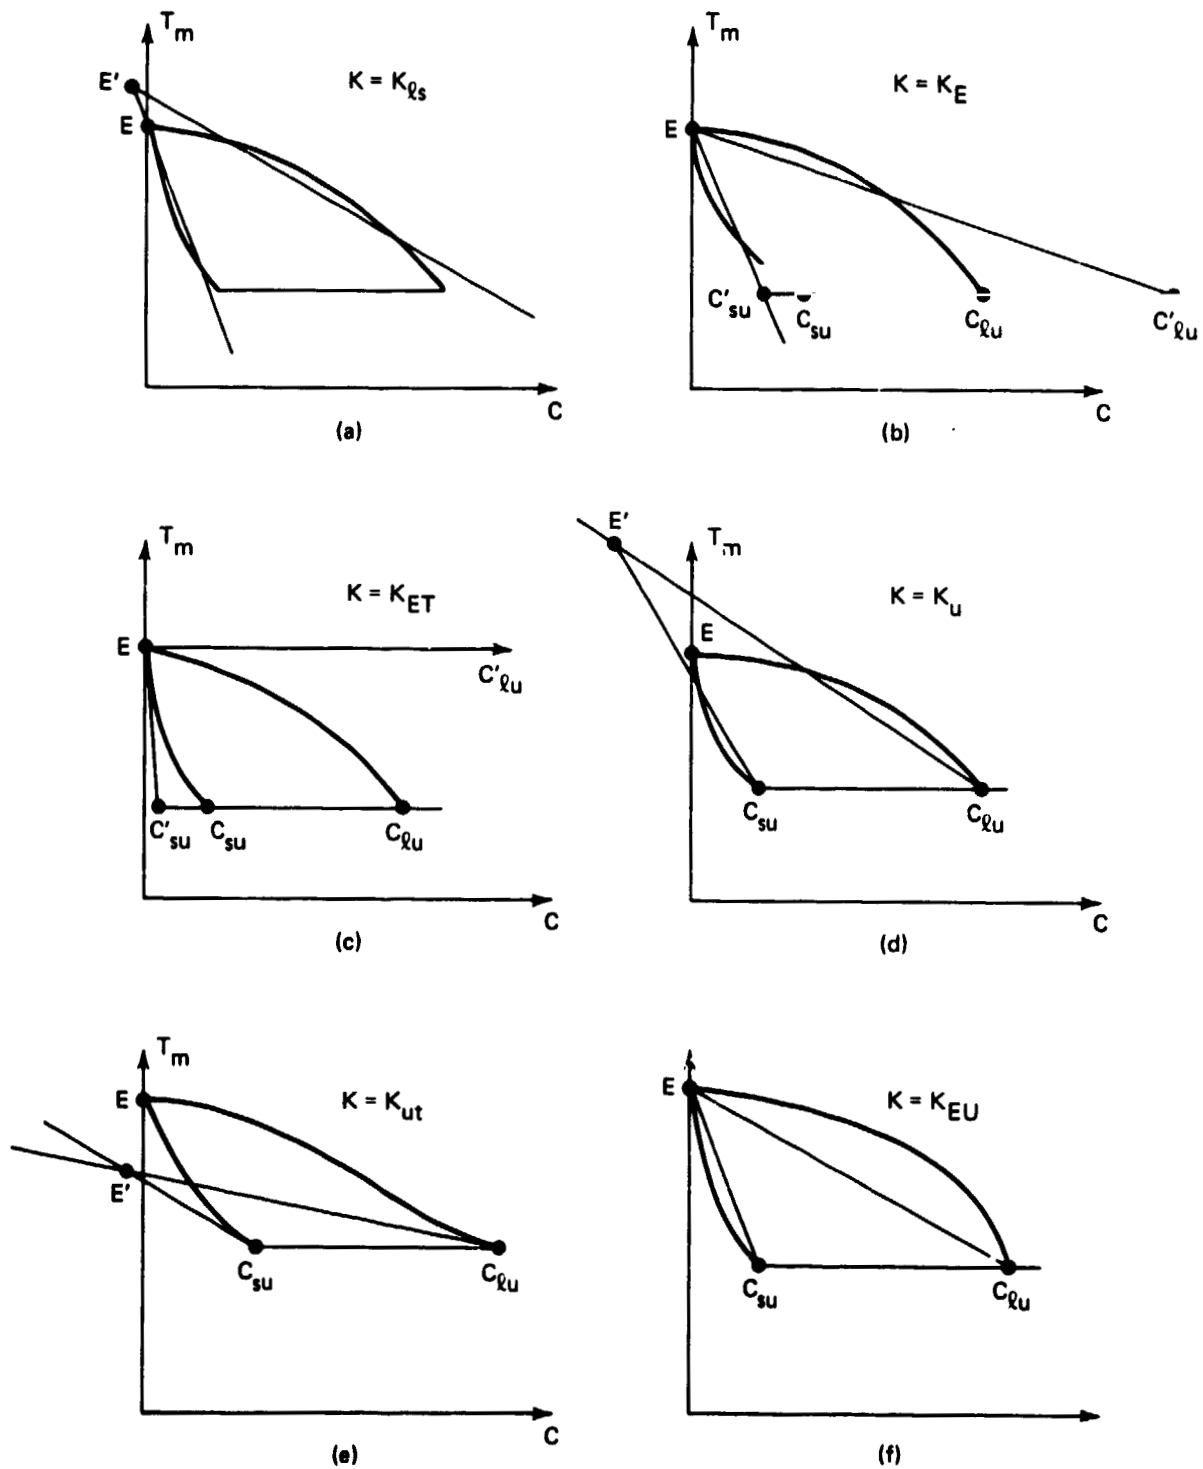 T_m
E'
K = K_ℓs
E
C
(a)
T_m
K = K_E
E
C'_su
C_su
C_ℓu
C'_ℓu
C
(b)
T_m
K = K_ET
E
C'_ℓu
C'_su
C_su
C_ℓu
C
(c)
E'
T_m
K = K_u
E
C_su
C_ℓu
C
(d)
T_m
E
K = K_ut
E'
C_su
C_ℓu
C
(e)
E
K = K_EU
C_su
C_ℓu
(f)